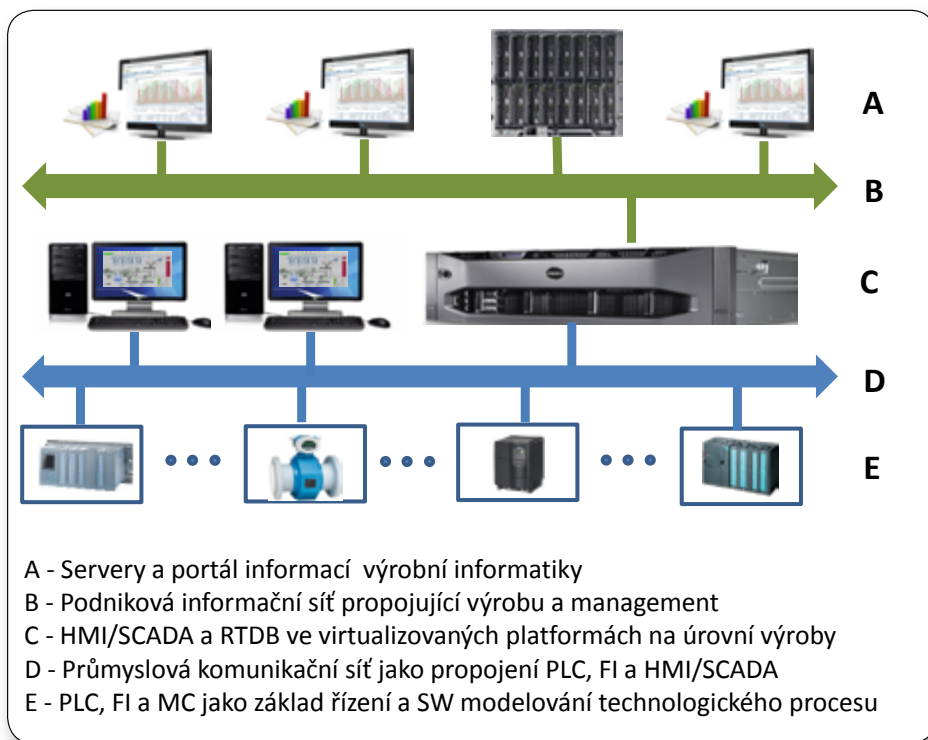 A
B
C
D
E
A - Servery a portál informací výrobní informatiky
B - Podniková informační síť propojující výrobu a management
C - HMI/SCADA a RTDB ve virtualizovaných platformách na úrovní výroby
D - Průmyslová komunikační síť jako propojení PLC, FI a HMI/SCADA
E - PLC, FI a MC jako základ řízení a SW modelování technologického procesu